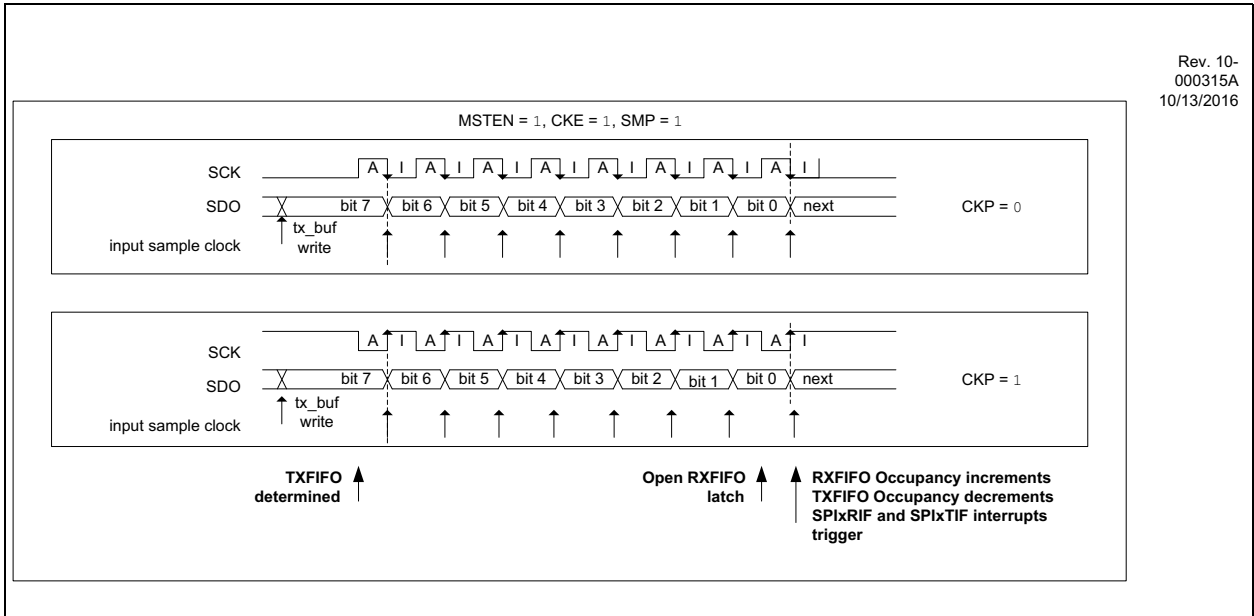 Rev. 10-
000315A
10/13/2016
MSTEN = 1, CKE = 1, SMP = 1
SCK
A I A I A I A I A I A I A I A I
SDO
bit 7 bit 6 bit 5 bit 4 bit 3 bit 2 bit 1 bit 0 next
CKP = 0
tx_buf
write
input sample clock
SCK
A I A I A I A I A I A I A I A I
SDO
bit 7 bit 6 bit 5 bit 4 bit 3 bit 2 bit 1 bit 0 next
CKP = 1
tx_buf
write
input sample clock
TXFIFO
determined
Open RXFIFO
latch
RXFIFO Occupancy increments
TXFIFO Occupancy decrements
SPIxRIF and SPIxTIF interrupts
trigger